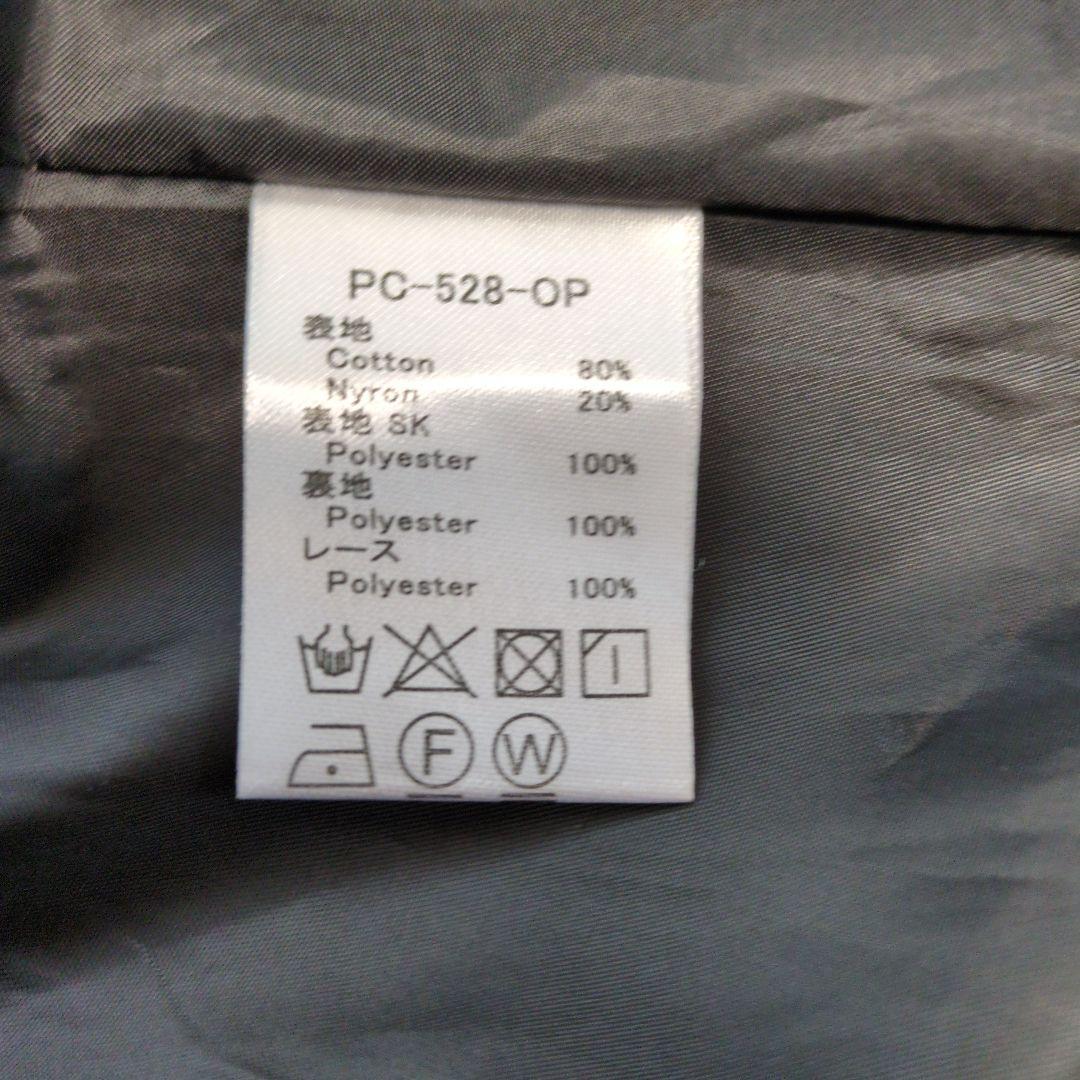 PC-528-OP
表地
Cotton 80%
Nyron 20%
表地 SK
Polyester 100%
裏地
Polyester 100%
レース
Polyester 100%
F W